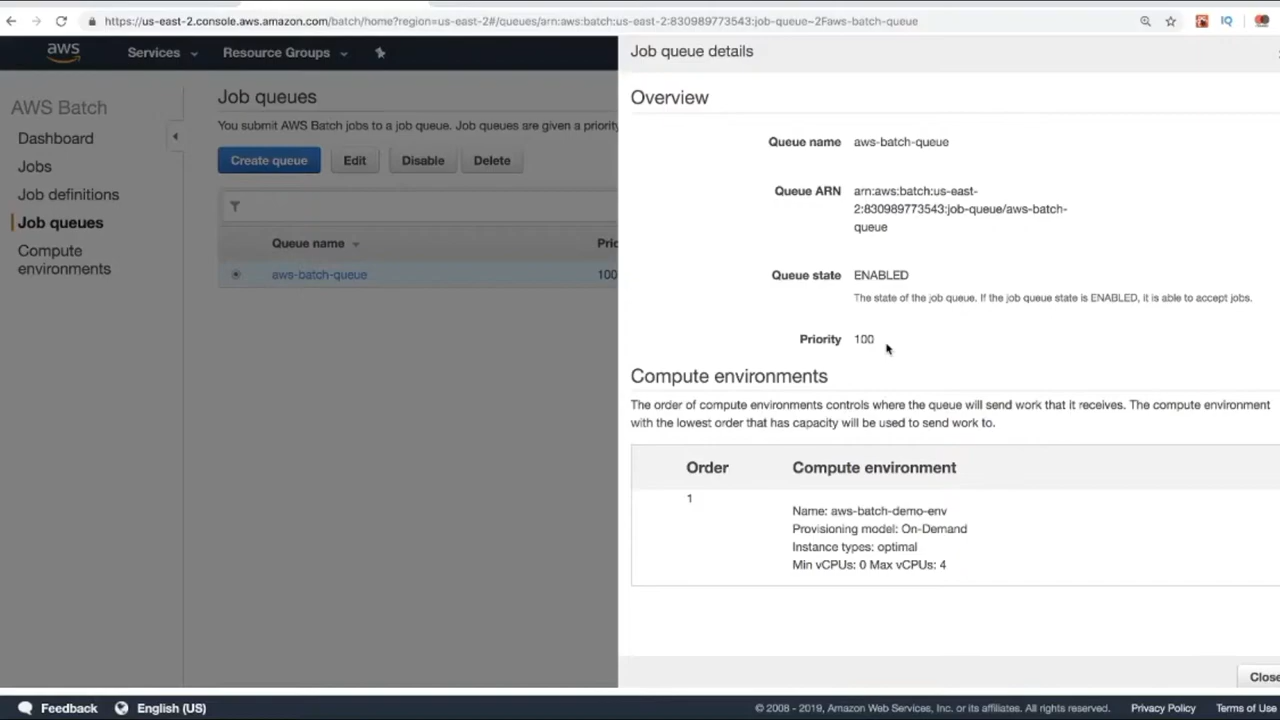 https://us-east-2.console.aws.amazon.com/batch/home?region=us-east-2#/queues/arn:aws:batch:us-east-2:830989773543:job-queue~2Faws-batch-queue
IQ
aws
Services
Resource Groups
Job queue details
AWS Batch
Dashboard
Jobs
Job definitions
Job queues
Compute
environments
Job queues
You submit AWS Batch jobs to a job queue. Job queues are given a priority
Create queue
Edit
Disable
Delete
Queue name
Pric
aws-batch-queue
100
Overview
Queue name aws-batch-queue
Queue ARN arn:aws:batch:us-east-
2:830989773543:job-queue/aws-batch-
queue
Queue state ENABLED
The state of the job queue. If the job queue state is ENABLED, it is able to accept jobs.
Priority 100
Compute environments
The order of compute environments controls where the queue will send work that it receives. The compute environment
with the lowest order that has capacity will be used to send work to.
Order Compute environment
1
Name: aws-batch-demo-env
Provisioning model: On-Demand
Instance types: optimal
Min vCPUs: 0 Max vCPUs: 4
Close
Feedback
English (US)
© 2008 - 2019, Amazon Web Services, Inc. or its affiliates. All rights reserved.
Privacy Policy
Terms of Use